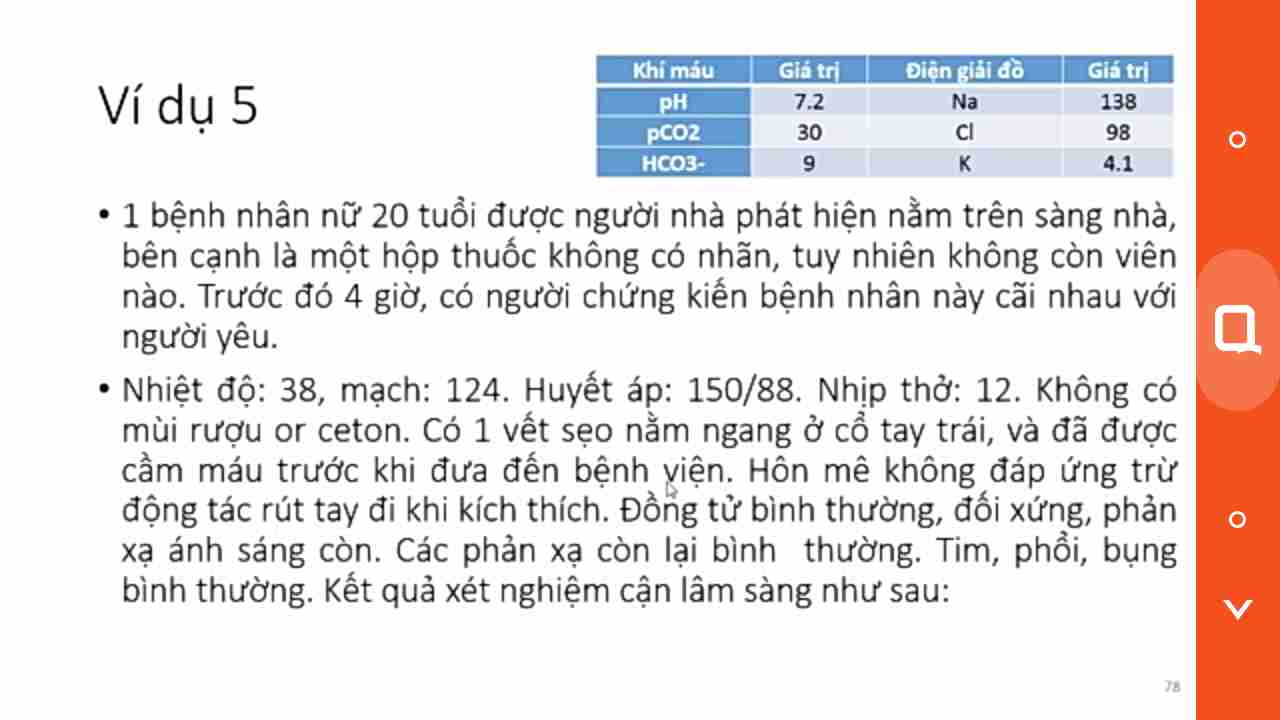 Ví dụ 5
Khí máu Giá trị Điện giải đồ Giá trị
pH 7.2 Na 138
pCO2 30 Cl 98
HCO3- 9 K 4.1
• 1 bệnh nhân nữ 20 tuổi được người nhà phát hiện nằm trên sàng nhà,
bên cạnh là một hộp thuốc không có nhãn, tuy nhiên không còn viên
nào. Trước đó 4 giờ, có người chứng kiến bệnh nhân này cãi nhau với
người yêu.
• Nhiệt độ: 38, mạch: 124. Huyết áp: 150/88. Nhịp thở: 12. Không có
mùi rượu or ceton. Có 1 vết sẹo nằm ngang ở cổ tay trái, và đã được
cầm máu trước khi đưa đến bệnh viện. Hôn mê không đáp ứng trừ
động tác rút tay đi khi kích thích. Đồng tử bình thường, đối xứng, phản
xạ ánh sáng còn. Các phản xạ còn lại bình thường. Tim, phổi, bụng
bình thường. Kết quả xét nghiệm cận lâm sàng như sau:
78